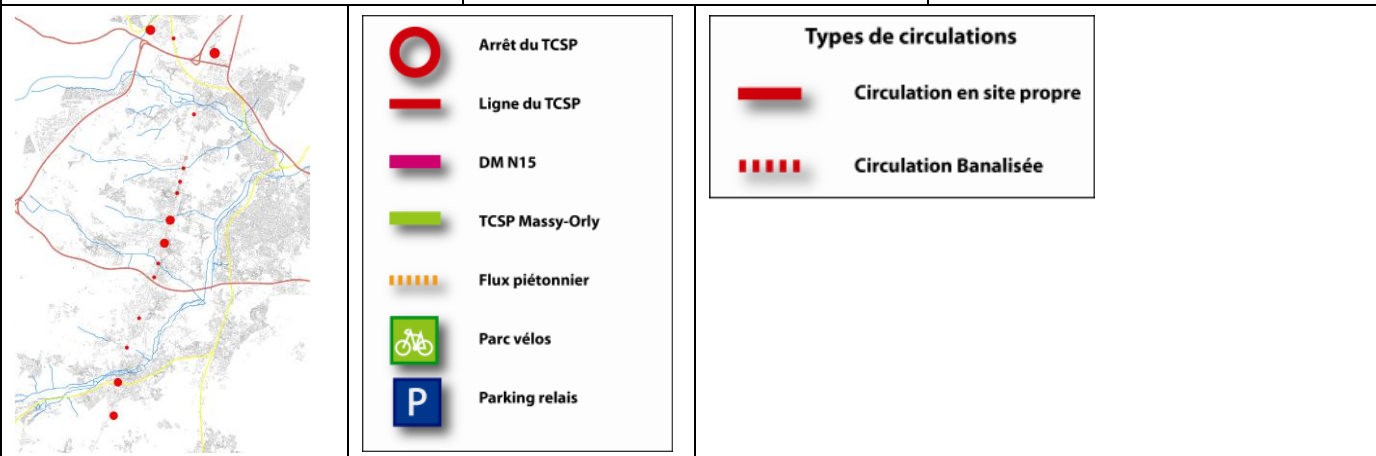 Arrêt du TCSP
Ligne du TCSP
DM N15
TCSP Massy-Orly
Flux piétonnier
Parc vélos
P
Parking relais
Types de circulations
Circulation en site propre
Circulation Banalisée